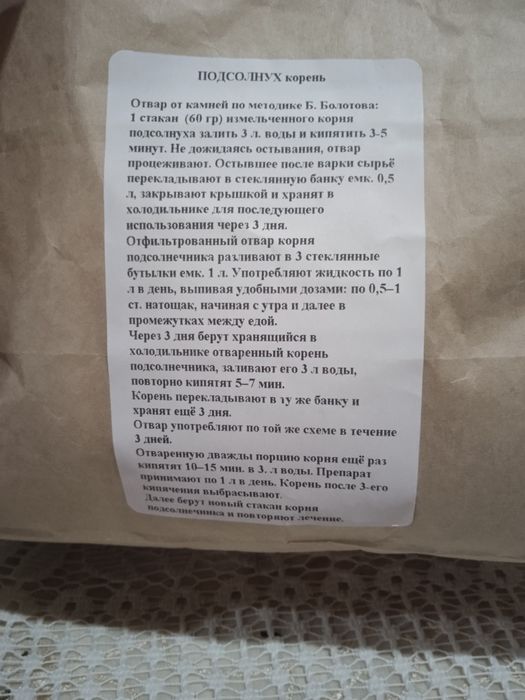 ПОДСОЛНУХ корень
Отвар от камней по методике Б. Болотова:
1 стакан (60 гр) измельченного корня
подсолнуха залить 3 л. воды и кипятить 3-5
минут. Не дожидаясь остывания, отвар
процеживают. Остывшее после варки сырьё
перекладывают в стеклянную банку емк. 0,5
л, закрывают крышкой и хранят в
холодильнике для последующего
использования через 3 дня.
Отфильтрованный отвар корня
подсолнечника разливают в 3 стеклянные
бутылки емк. 1 л. Употребляют жидкость по 1
л в день, выпивая удобными дозами: по 0,5–1
ст. натощак, начиная с утра и далее в
промежутках между едой.
Через 3 дня берут хранящийся в
холодильнике отваренный корень
подсолнечника, заливают его 3 л воды,
повторно кипятят 5–7 мин.
Корень перекладывают в ту же банку и
хранят ещё 3 дня.
Отвар употребляют по той же схеме в течение
3 дней.
Отваренную дважды порцию корня ещё раз
кипятят 10–15 мин. в 3. л воды. Препарат
принимают по 1 л в день. Корень после 3-его
кипячения выбрасывают.
Далее берут новый стакан корня
подсолнечника и повторяют лечение.